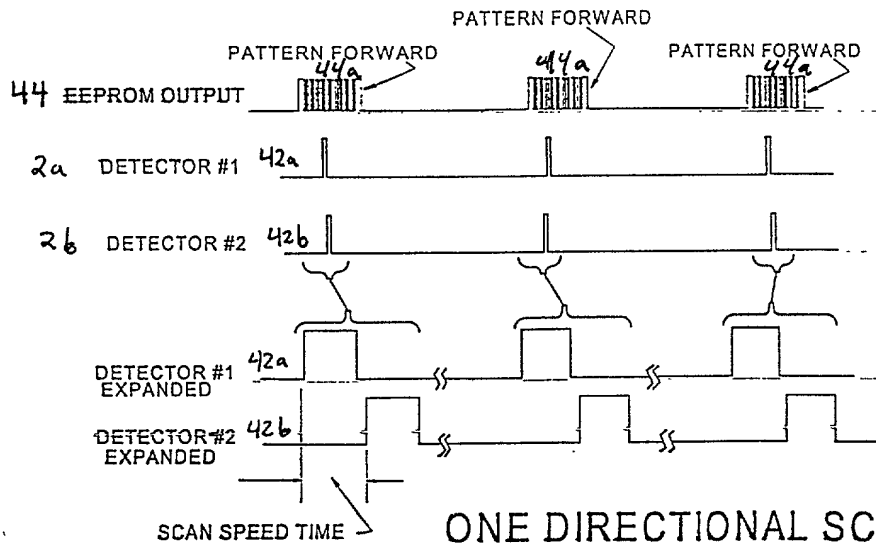 PATTERN FORWARD
PATTERN FORWARD
PATTERN FORWARD
44 EEPROM OUTPUT
44a
44a
44a
2a DETECTOR #1 42a
2b DETECTOR #2 42b
DETECTOR #1 EXPANDED 42a
DETECTOR #2 EXPANDED 42b
SCAN SPEED TIME
ONE DIRECTIONAL SC